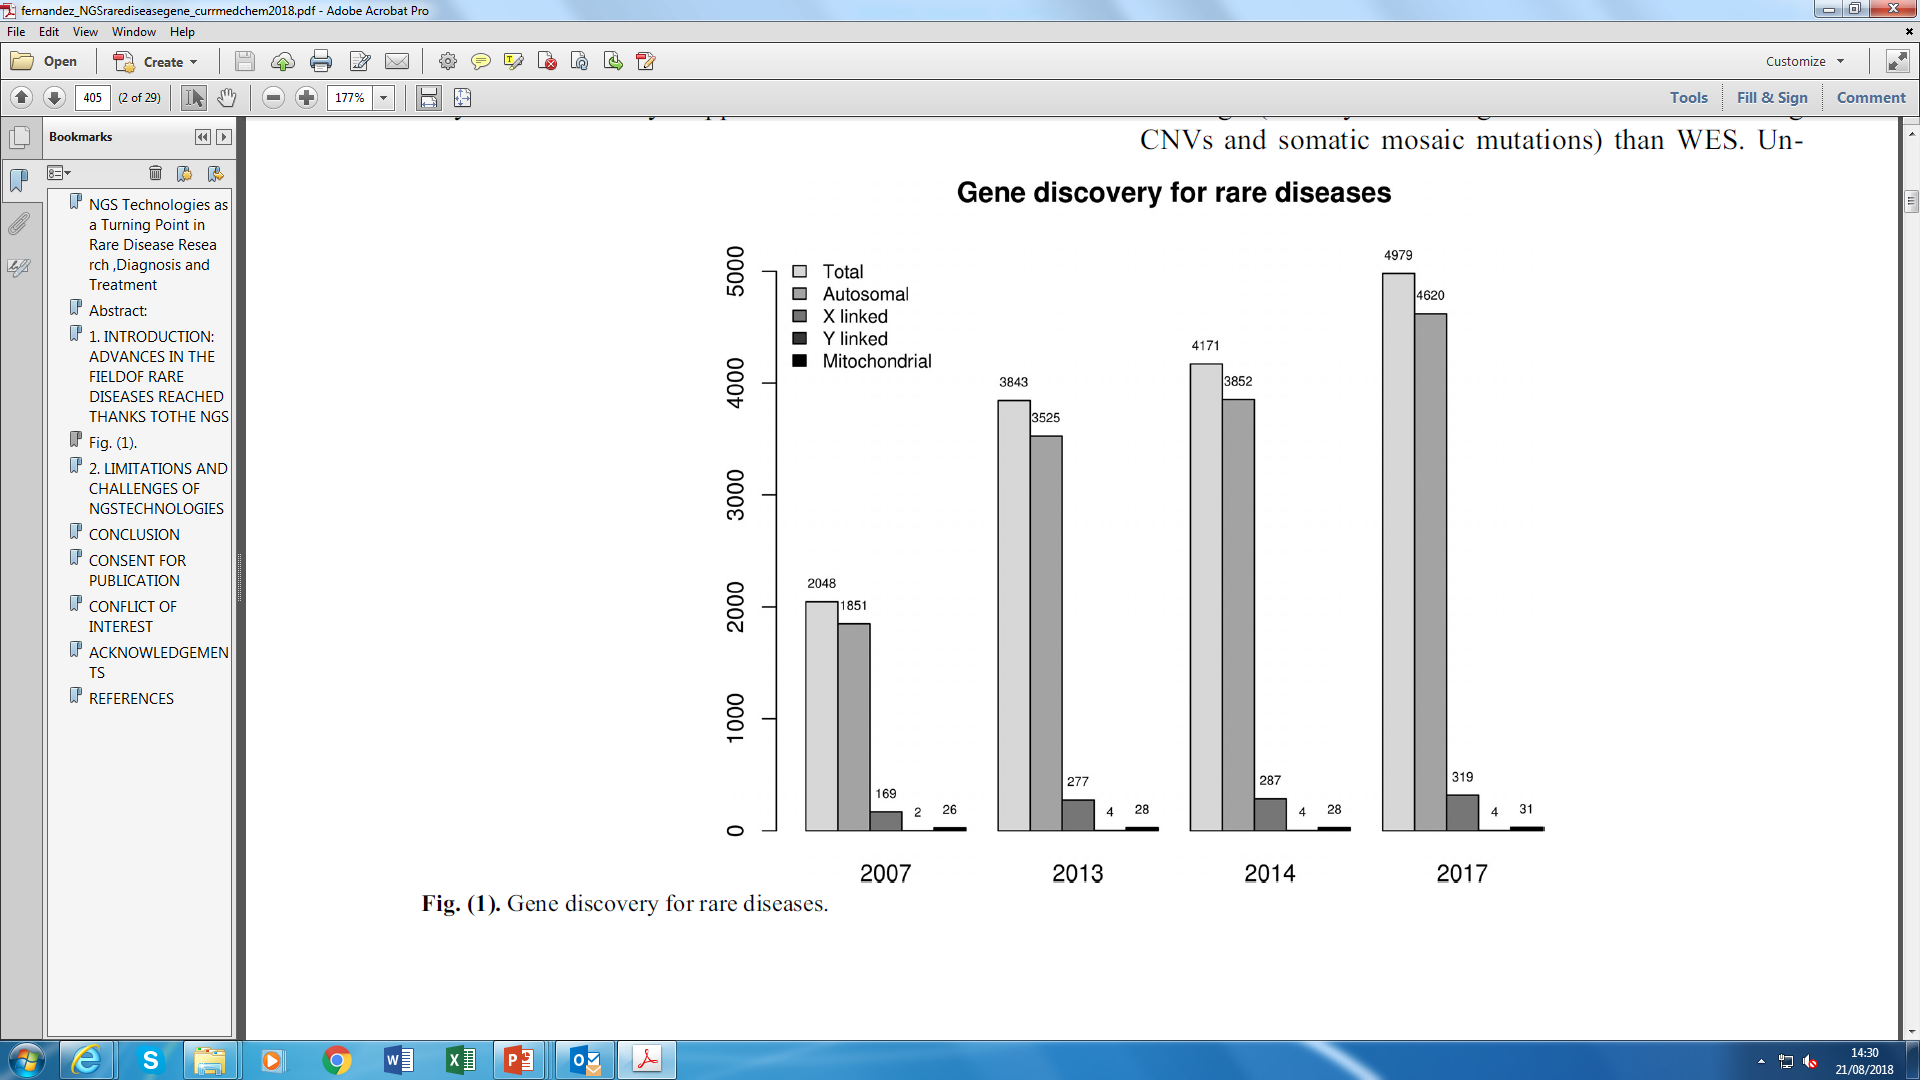 fernandez_NGSrarediseasegene_currmedchem2018.pdf - Adobe Acrobat Pro
File Edit View Window Help
Open Create Customize
405 (2 of 29) 177% Tools Fill & Sign Comment
Bookmarks
NGS Technologies as
a Turning Point in
Rare Disease Resea
rch ,Diagnosis and
Treatment
Abstract:
1. INTRODUCTION:
ADVANCES IN THE
FIELDOF RARE
DISEASES REACHED
THANKS TOTHE NGS
Fig. (1).
2. LIMITATIONS AND
CHALLENGES OF
NGSTECHNOLOGIES
CONCLUSION
CONSENT FOR
PUBLICATION
CONFLICT OF
INTEREST
ACKNOWLEDGEMEN
TS
REFERENCES
CNVs and somatic mosaic mutations) than WES. Un-
Gene discovery for rare diseases
5000
4000
3000
2000
1000
0
Total
Autosomal
X linked
Y linked
Mitochondrial
2048 1851 169 2 26
3843 3525 277 4 28
4171 3852 287 4 28
4979 4620 319 4 31
2007 2013 2014 2017
Fig. (1). Gene discovery for rare diseases.
14:30
21/08/2018